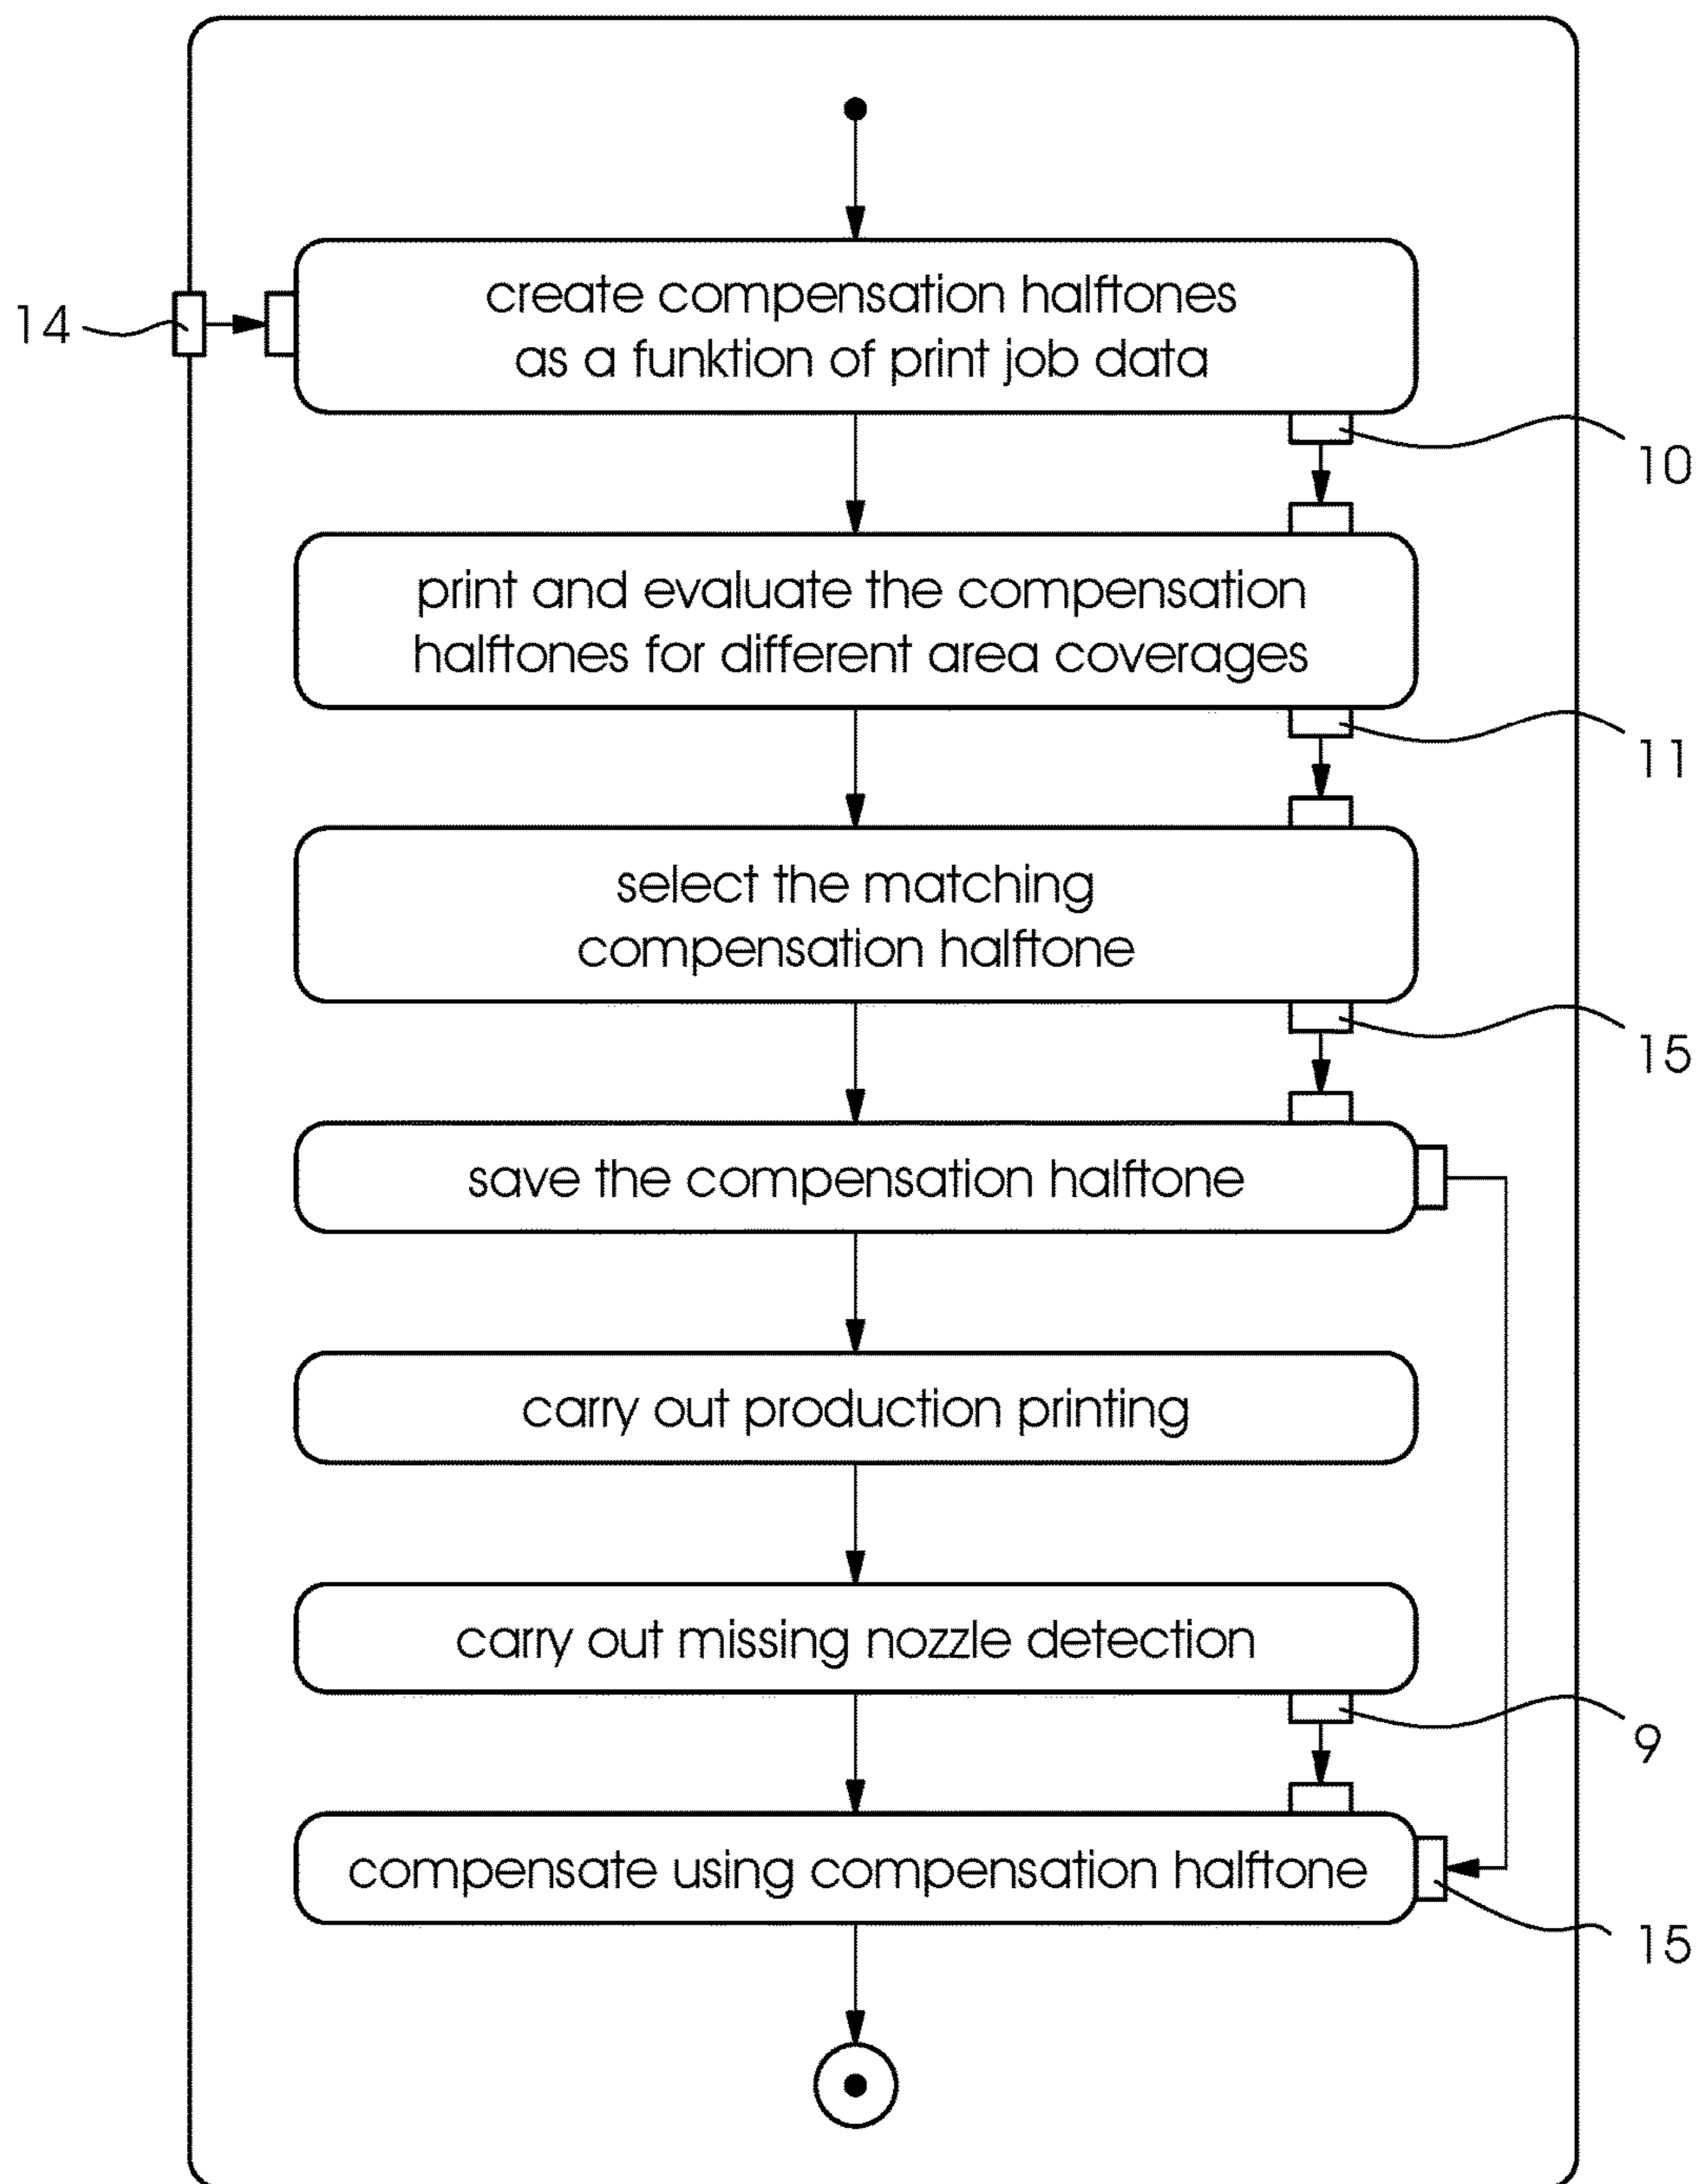 create compensation halftones
as a funktion of print job data
14
10
print and evaluate the compensation
halftones for different area coverages
11
select the matching
compensation halftone
15
save the compensation halftone
carry out production printing
carry out missing nozzle detection
9
compensate using compensation halftone
15